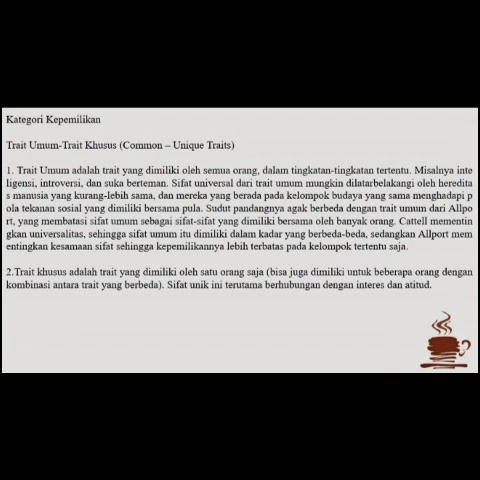 Kategori Kepemilikan
Trait Umum-Trait Khusus (Common – Unique Traits)
1. Trait Umum adalah trait yang dimiliki oleh semua orang, dalam tingkatan-tingkatan tertentu. Misalnya inte
ligensi, introversi, dan suka berteman. Sifat universal dari trait umum mungkin dilatarbelakangi oleh heredita
s manusia yang kurang-lebih sama, dan mereka yang berada pada kelompok budaya yang sama menghadapi p
ola tekanan sosial yang dimiliki bersama pula. Sudut pandangnya agak berbeda dengan trait umum dari Allpo
rt, yang membatasi sifat umum sebagai sifat-sifat yang dimiliki bersama oleh banyak orang. Cattell mementin
gkan universalitas, sehingga sifat umum itu dimiliki dalam kadar yang berbeda-beda, sedangkan Allport mem
entingkan kesamaan sifat sehingga kepemilikannya lebih terbatas pada kelompok tertentu saja.
2.Trait khusus adalah trait yang dimiliki oleh satu orang saja (bisa juga dimiliki untuk beberapa orang dengan
kombinasi antara trait yang berbeda). Sifat unik ini terutama berhubungan dengan interes dan atitud.